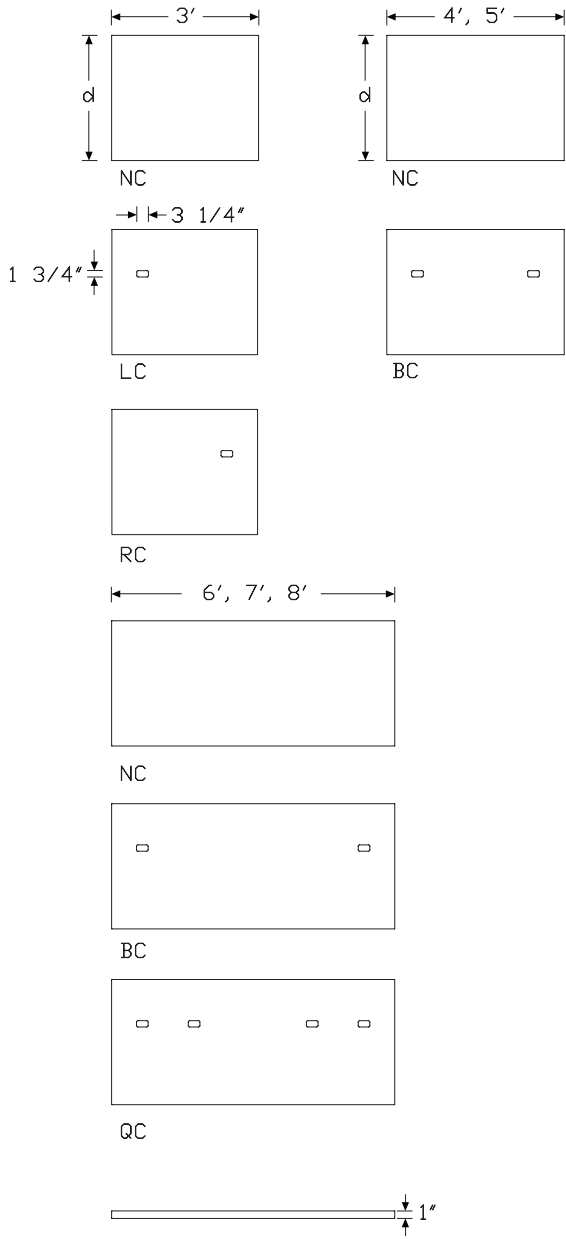 3′
4′, 5′
d
d
NC
NC
3 1/4″
1 3/4″
LC
BC
RC
6′, 7′, 8′
NC
BC
QC
1″